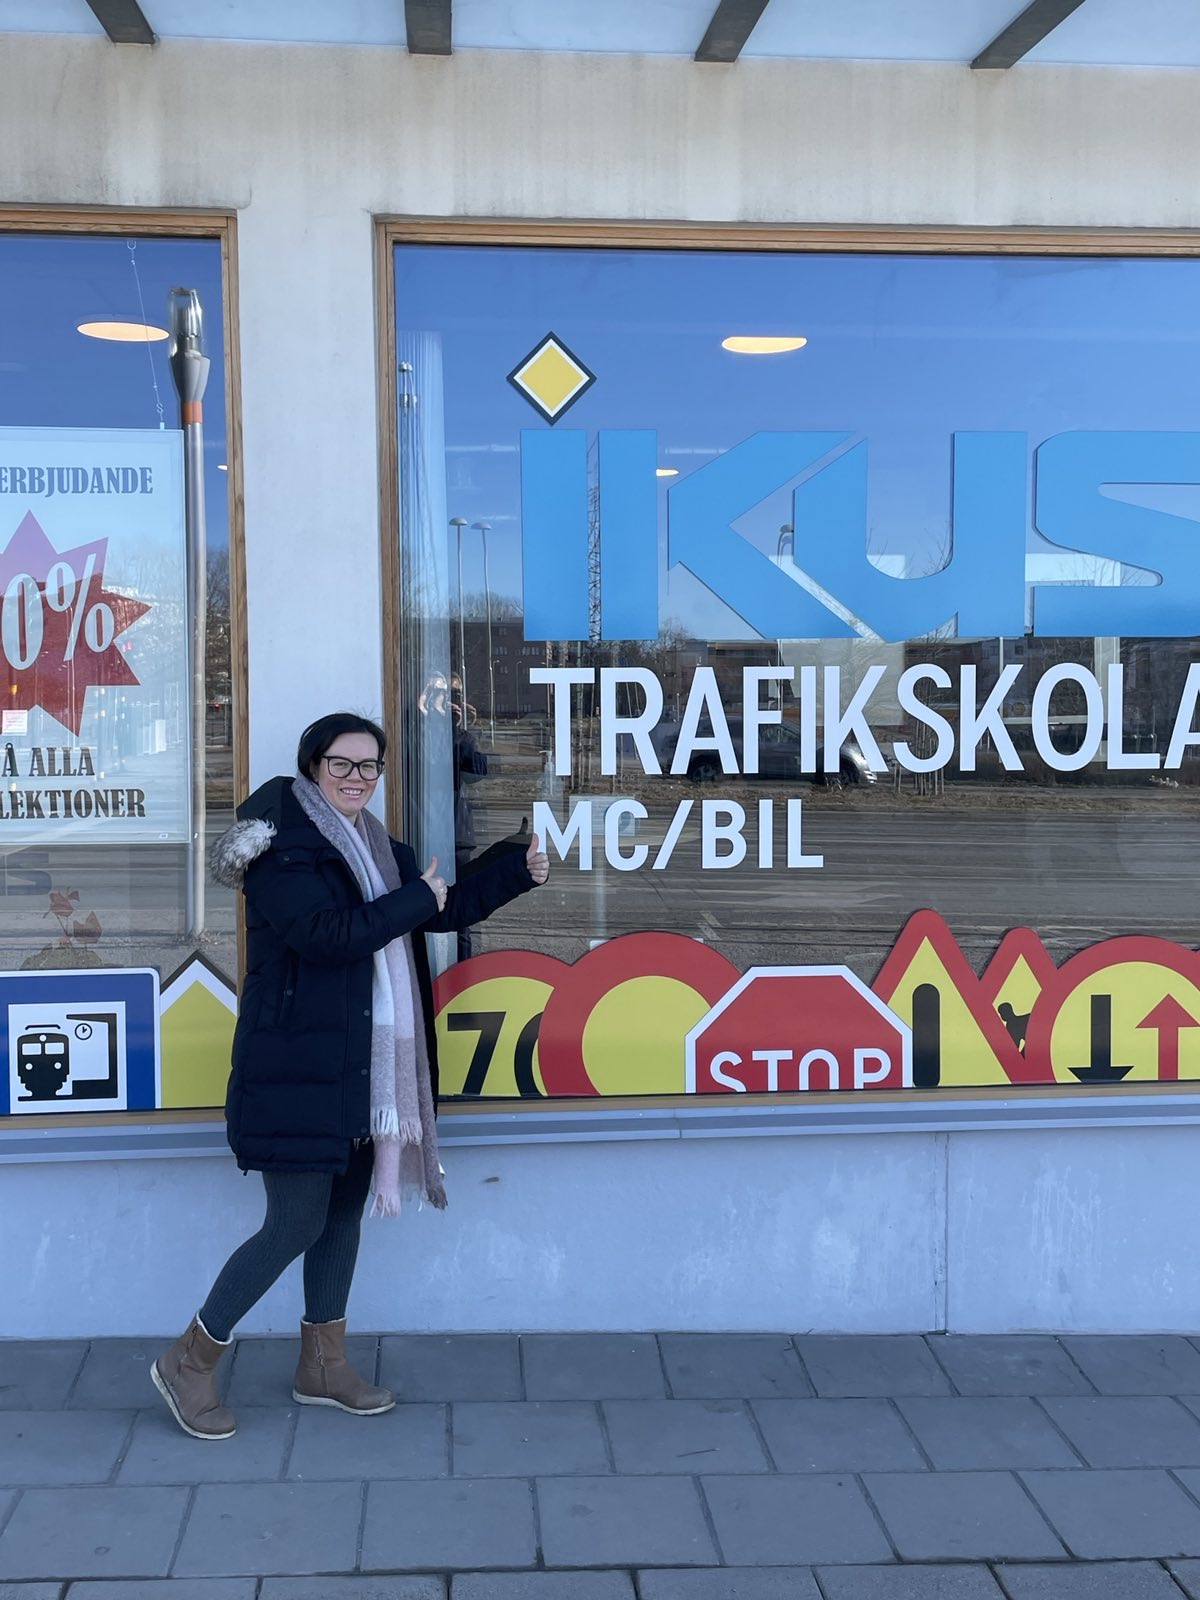 ERBJUDANDE
0%
Å ALLA
LEKTIONER
iKUS
TRAFIKSKOLA
MC/BIL
70
STOP